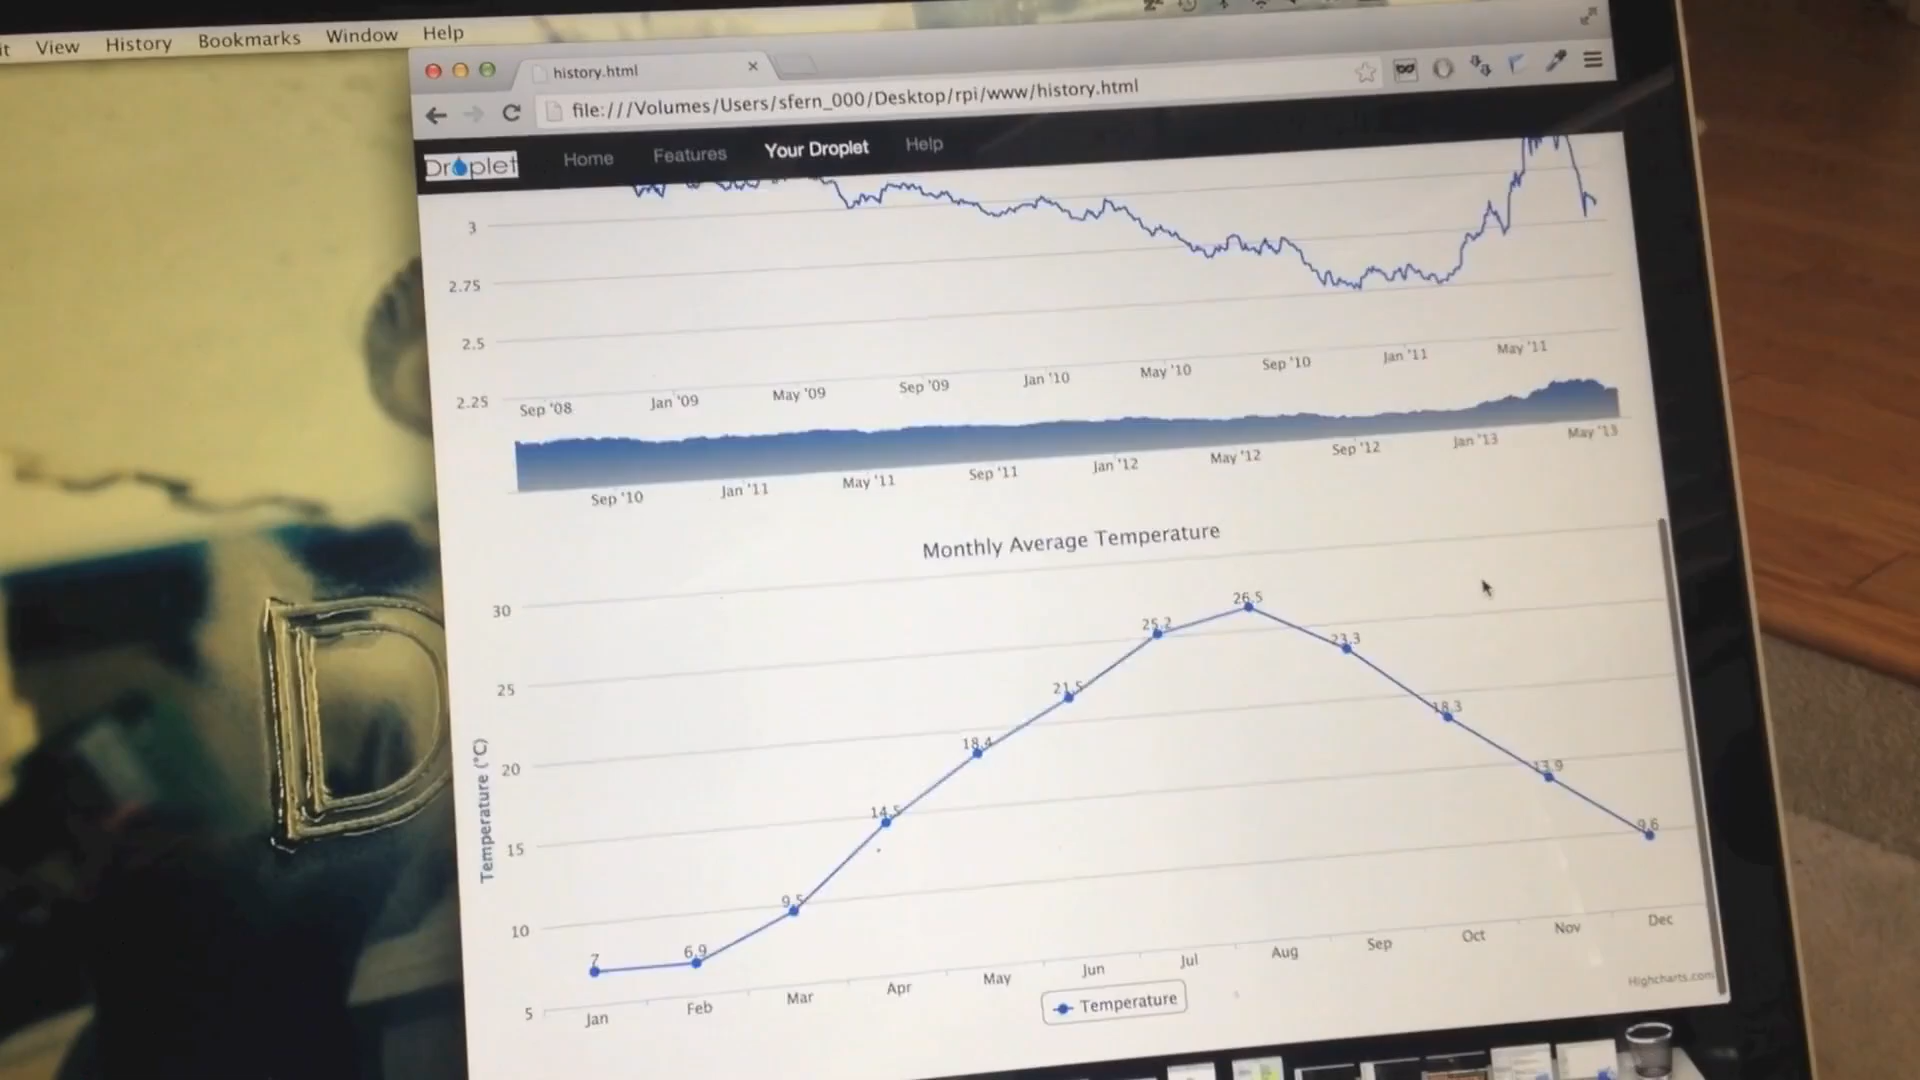 View History Bookmarks Window Help
history.html
file:///Volumes/Users/sfern_000/Desktop/rpi/www/history.html
Droplet Home Features Your Droplet Help
3
2.75
2.5
2.25
Sep '08 Jan '09 May '09 Sep '09 Jan '10 May '10 Sep '10 Jan '11 May '11
Sep '10 Jan '11 May '11 Sep '11 Jan '12 May '12 Sep '12 Jan '13 May '13
Monthly Average Temperature
Temperature (°C)
30
25
20
15
10
5
7 6.9 9.5 14.5 18.4 21.5 25.2 26.5 23.3 18.3 13.9 9.6
Jan Feb Mar Apr May Jun Jul Aug Sep Oct Nov Dec
Temperature
Highcharts.com
D